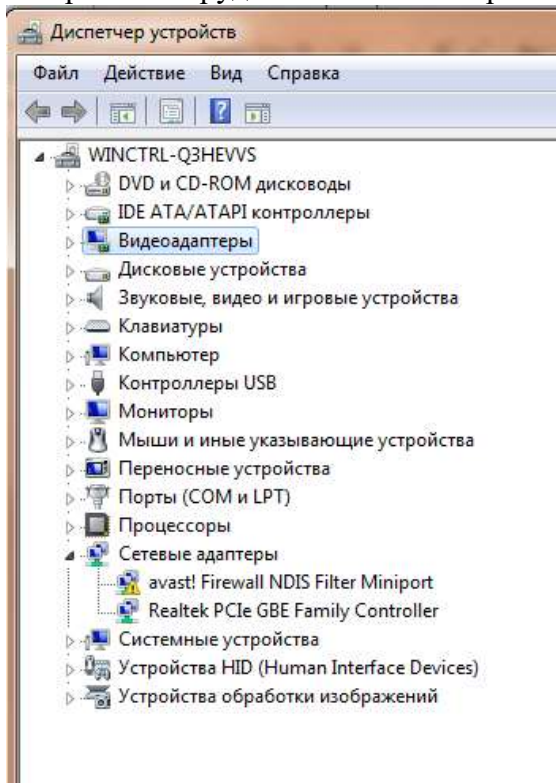 Диспетчер устройств
Файл Действие Вид Справка
WINCTRL-Q3HEVVS
DVD и CD-ROM дисководы
IDE ATA/ATAPI контроллеры
Видеоадаптеры
Дисковые устройства
Звуковые, видео и игровые устройства
Клавиатуры
Компьютер
Контроллеры USB
Мониторы
Мыши и иные указывающие устройства
Переносные устройства
Порты (COM и LPT)
Процессоры
Сетевые адаптеры
avast! Firewall NDIS Filter Miniport
Realtek PCIe GBE Family Controller
Системные устройства
Устройства HID (Human Interface Devices)
Устройства обработки изображений